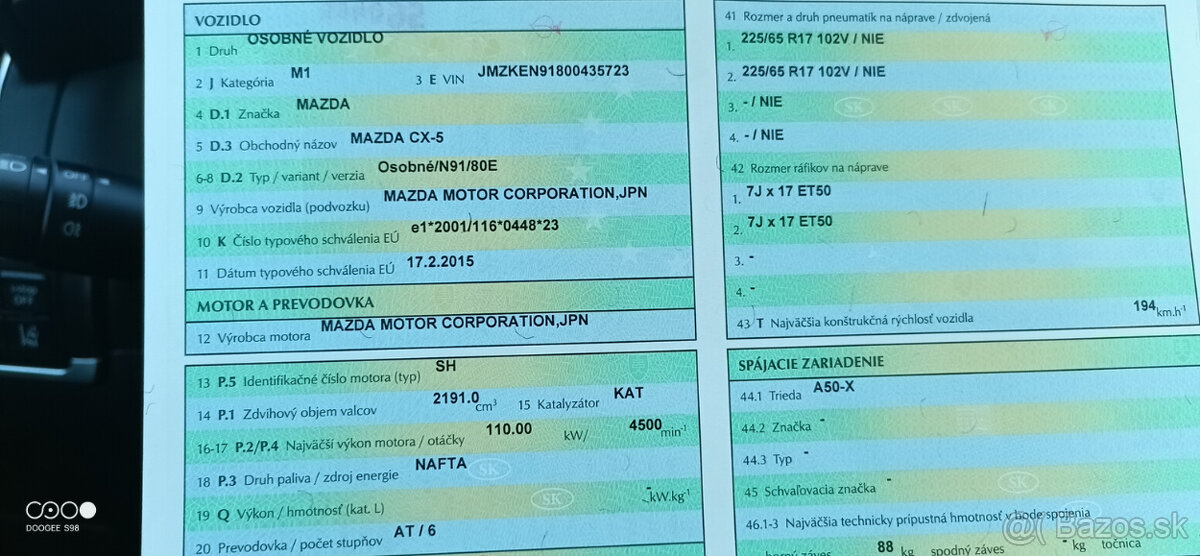 VOZIDLO
1 Druh OSOBNÉ VOZIDLO
2 J Kategória M1 3 E VIN JMZKEN91800435723
4 D.1 Značka MAZDA
5 D.3 Obchodný názov MAZDA CX-5
6-8 D.2 Typ / variant / verzia Osobné/N91/80E
9 Výrobca vozidla (podvozku) MAZDA MOTOR CORPORATION,JPN
10 K Číslo typového schválenia EÚ e1*2001/116*0448*23
11 Dátum typového schválenia EÚ 17.2.2015
MOTOR A PREVODOVKA
12 Výrobca motora MAZDA MOTOR CORPORATION,JPN
13 P.5 Identifikačné číslo motora (typ) SH
14 P.1 Zdvihový objem valcov 2191.0 cm³ 15 Katalyzátor KAT
16-17 P.2/P.4 Najväčší výkon motora / otáčky 110.00 kW/ 4500 min-1
18 P.3 Druh paliva / zdroj energie NAFTA
19 Q Výkon / hmotnosť (kat. L) - kW.kg-1
20 Prevodovka / počet stupňov AT / 6
41 Rozmer a druh pneumatík na náprave / zdvojená
1. 225/65 R17 102V / NIE
2. 225/65 R17 102V / NIE
3. - / NIE
4. - / NIE
42 Rozmer ráfikov na náprave
1. 7J x 17 ET50
2. 7J x 17 ET50
3. -
4. -
43 T Najväčšia konštrukčná rýchlosť vozidla 194 km.h-1
SPÁJACIE ZARIADENIE
44.1 Trieda A50-X
44.2 Značka -
44.3 Typ -
45 Schvaľovacia značka -
46.1-3 Najväčšia technicky prípustná hmotnosť v bode spojenia
horný záves 88 kg spodný záves - kg točnica
SK
SK
SK
SK
SK
SK
OFF
OFF
DOOGEE S98
@( Bazos.sk